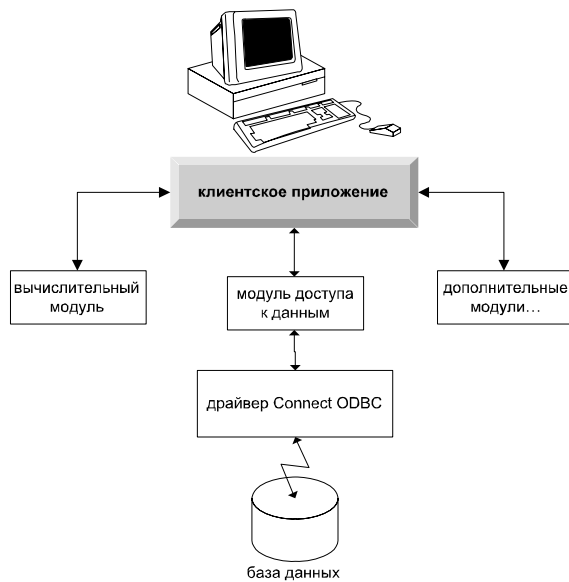 клиентское приложение
вычислительный
модуль
модуль доступа
к данным
дополнительные
модули...
драйвер Connect ODBC
база данных